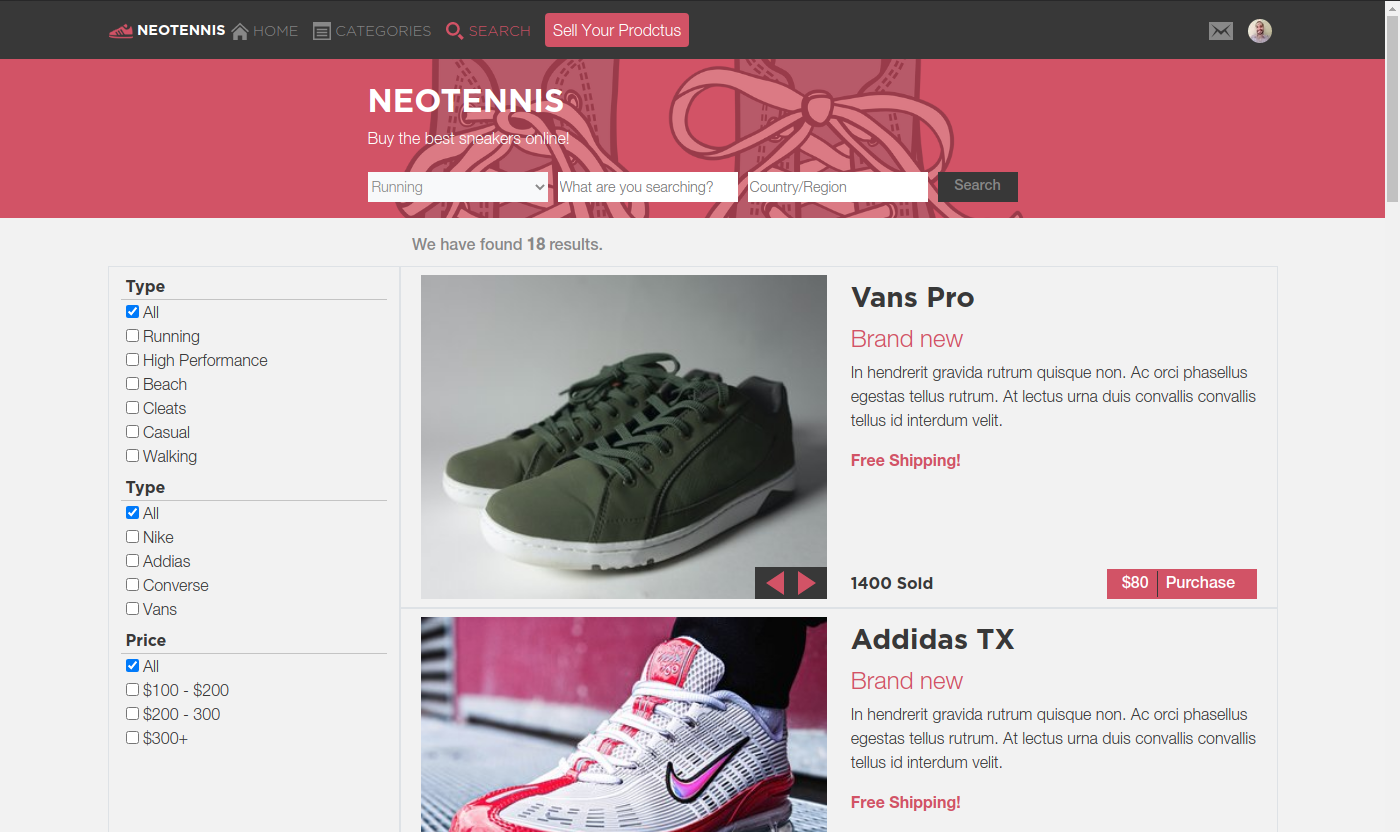 NEOTENNIS HOME CATEGORIES SEARCH Sell Your Prodctus
NEOTENNIS
Buy the best sneakers online!
Running What are you searching? Country/Region Search
We have found 18 results.
Type
All
Running
High Performance
Beach
Cleats
Casual
Walking
Type
All
Nike
Addias
Converse
Vans
Price
All
$100 - $200
$200 - 300
$300+
Vans Pro
Brand new
In hendrerit gravida rutrum quisque non. Ac orci phasellus
egestas tellus rutrum. At lectus urna duis convallis convallis
tellus id interdum velit.
Free Shipping!
1400 Sold $80 Purchase
Addidas TX
Brand new
In hendrerit gravida rutrum quisque non. Ac orci phasellus
egestas tellus rutrum. At lectus urna duis convallis convallis
tellus id interdum velit.
Free Shipping!